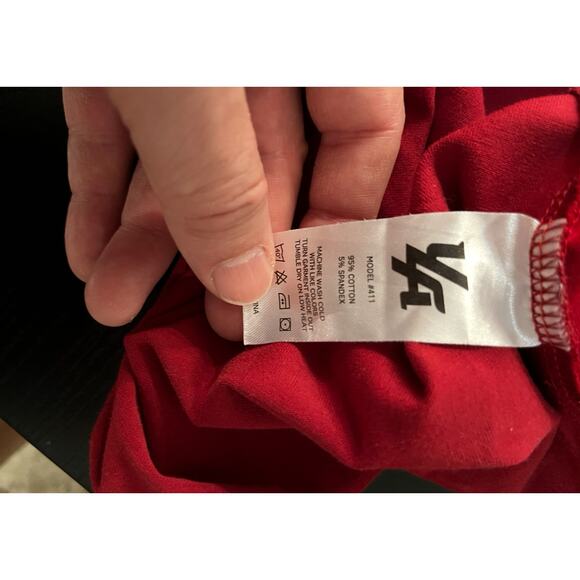 YA
MODEL #411
95% COTTON
5% SPANDEX
MACHINE WASH COLD
WITH LIKE COLORS
TURN GARMENT INSIDE OUT
TUMBLE DRY ON LOW HEAT